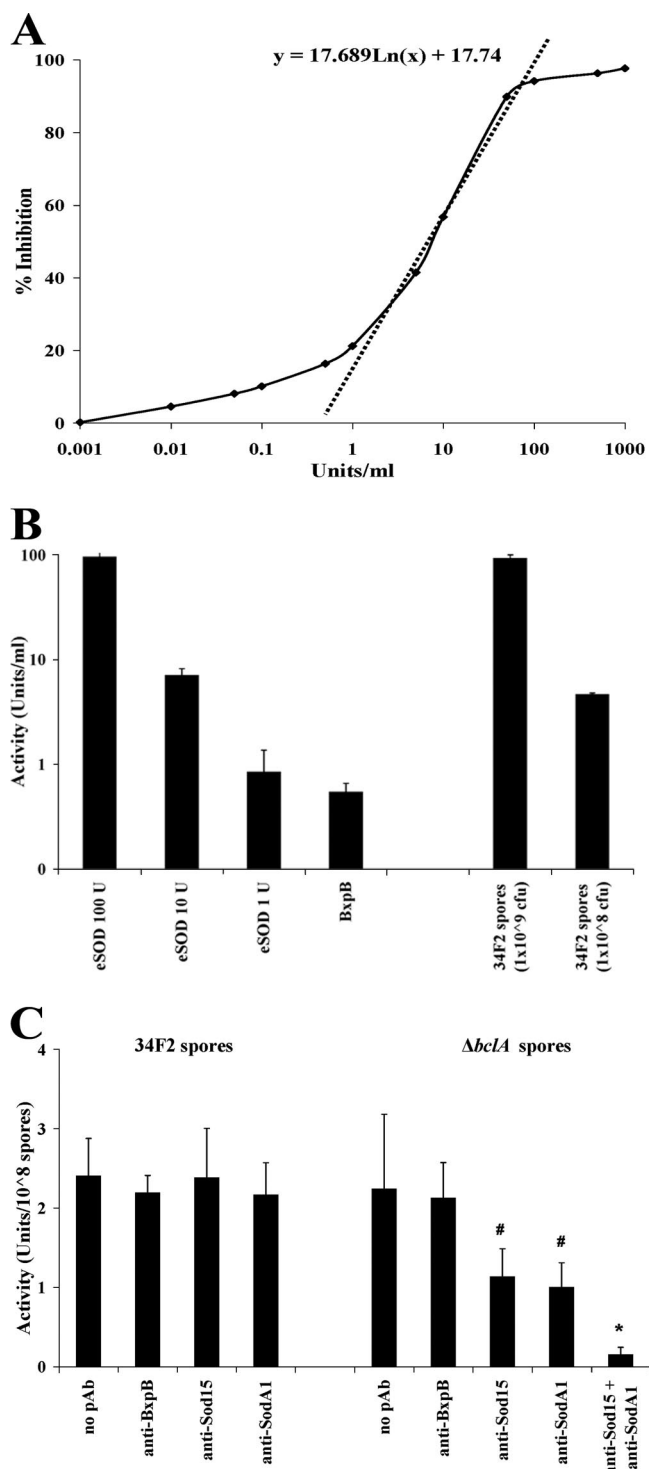 A
y = 17.689Ln(x) + 17.74
100
80
60
40
20
0
% Inhibition
0.001 0.01 0.1 1 10 100 1000
Units/ml
B
100
10
1
0
Activity (Units/ml)
eSOD 100 U
eSOD 10 U
eSOD 1 U
BxpB
34F2 spores
(1x10^9 cfu)
34F2 spores
(1x10^8 cfu)
C
34F2 spores
ΔbclA spores
4
3
2
1
0
Activity (Units/10^8 spores)
#
#
*
no pAb
anti-BxpB
anti-Sod15
anti-SodA1
no pAb
anti-BxpB
anti-Sod15
anti-SodA1
anti-Sod15 +
anti-SodA1